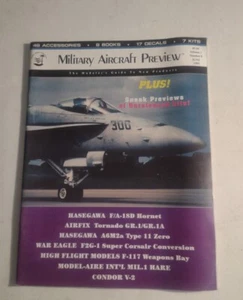 48 ACCESSORIES • 8 BOOKS • 17 DECALS • 7 KITS
Military Aircraft Preview
The Modeler's Guide To New Products
PLUS!
Sneak Previews
300
HASEGAWA F/A-18D Hornet
AIRFIX Tornado GR.1/GR.1A
HASEGAWA A6M2a Type 11 Zero
WAR EAGLE F2G-1 Super Corsair Conversion
HIGH FLIGHT MODELS F-117 Weapons Bay
MODEL-AIRE INT'L MIL.1 HARE
CONDOR V-2